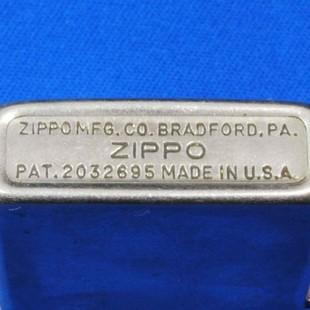 ZIPPO MFG. CO. BRADFORD, PA.
ZIPPO
PAT. 2032695 MADE IN U.S.A.